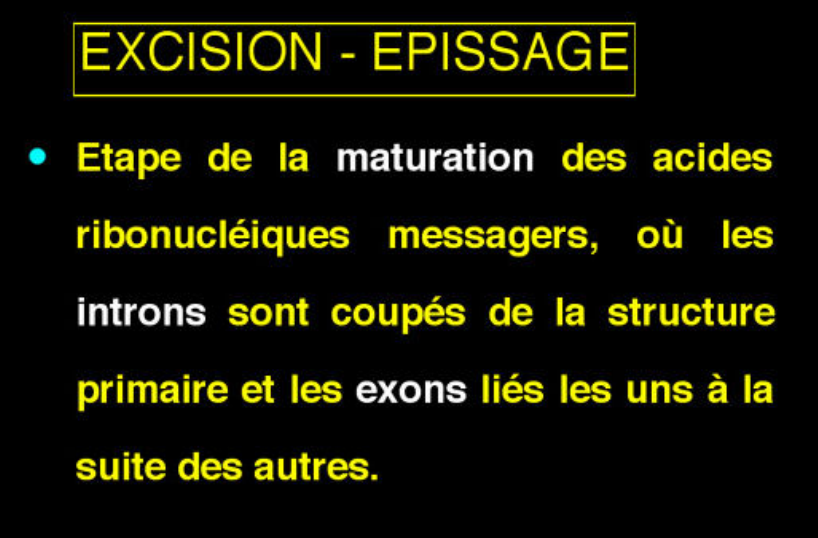 EXCISION - EPISSAGE
• Etape de la maturation des acides
ribonucléiques messagers, où les
introns sont coupés de la structure
primaire et les exons liés les uns à la
suite des autres.